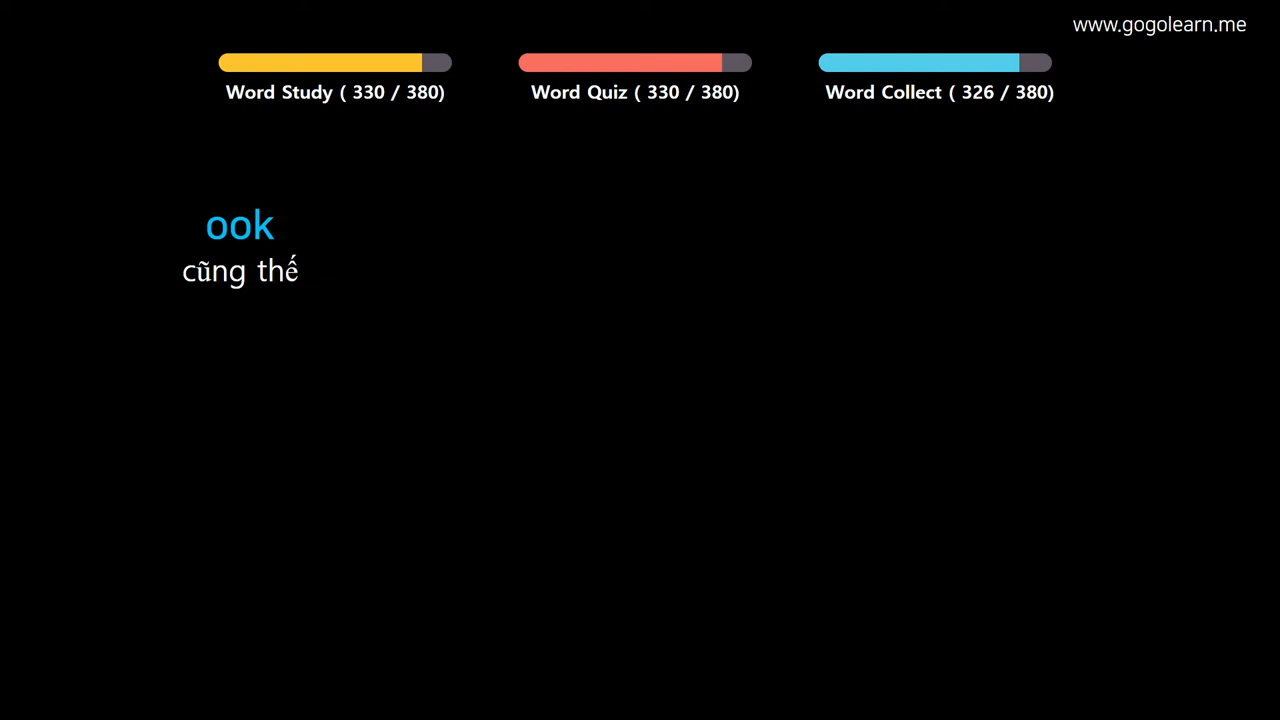 www.gogolearn.me
Word Study ( 330 / 380)
Word Quiz ( 330 / 380)
Word Collect ( 326 / 380)
ook
cũng thế